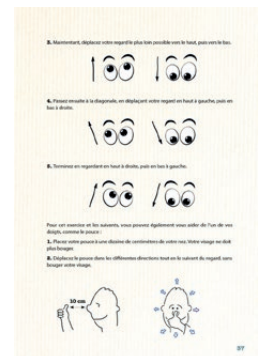 3. Maintenant, déplacez votre regard le plus loin possible vers le haut, puis vers le bas.
4. Passez ensuite à la diagonale, en déplaçant votre regard en haut à gauche, puis en
bas à droite.
5. Terminez en regardant en haut à droite, puis en bas à gauche.
Pour cet exercice et les suivants, vous pouvez également vous aider de l'un de vos
doigts, comme le pouce :
1. Placez votre pouce à une dizaine de centimètres de votre nez. Votre visage ne doit
plus bouger.
2. Déplacez le pouce dans les différentes directions tout en le suivant du regard, sans
bouger votre visage.
10 cm
57